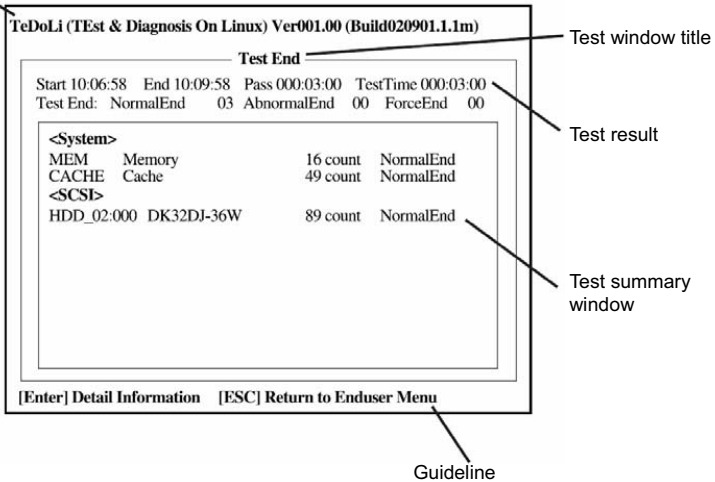 TeDoLi (TEst & Diagnosis On Linux) Ver001.00 (Build020901.1.1m)
Test End
Test window title
Start 10:06:58 End 10:09:58 Pass 000:03:00 TestTime 000:03:00
Test End: NormalEnd 03 AbnormalEnd 00 ForceEnd 00
Test result
<System>
MEM Memory 16 count NormalEnd
CACHE Cache 49 count NormalEnd
<SCSI>
HDD_02:000 DK32DJ-36W 89 count NormalEnd
Test summary
window
[Enter] Detail Information [ESC] Return to Enduser Menu
Guideline